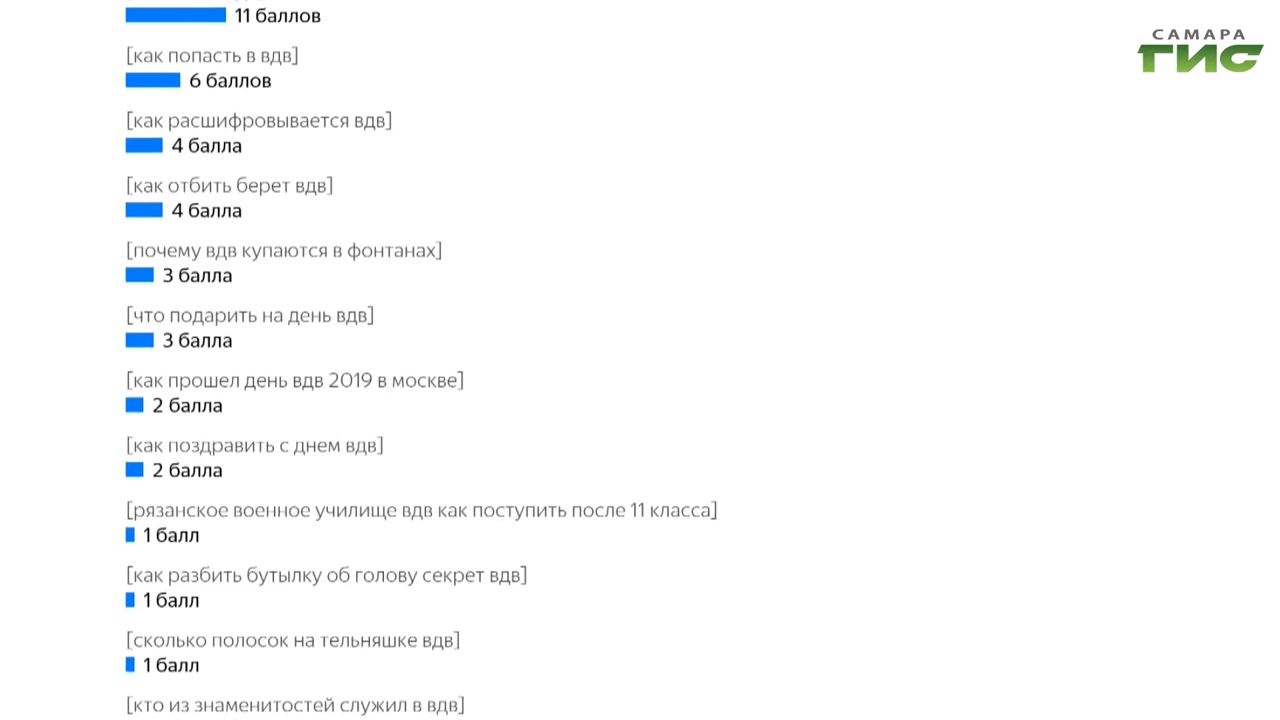 11 баллов
САМАРА
ГИС
[как попасть в вдв]
6 баллов
[как расшифровывается вдв]
4 балла
[как отбить берет вдв]
4 балла
[почему вдв купаются в фонтанах]
3 балла
[что подарить на день вдв]
3 балла
[как прошел день вдв 2019 в москве]
2 балла
[как поздравить с днем вдв]
2 балла
[рязанское военное училище вдв как поступить после 11 класса]
1 балл
[как разбить бутылку об голову секрет вдв]
1 балл
[сколько полосок на тельняшке вдв]
1 балл
[кто из знаменитостей служил в вдв]